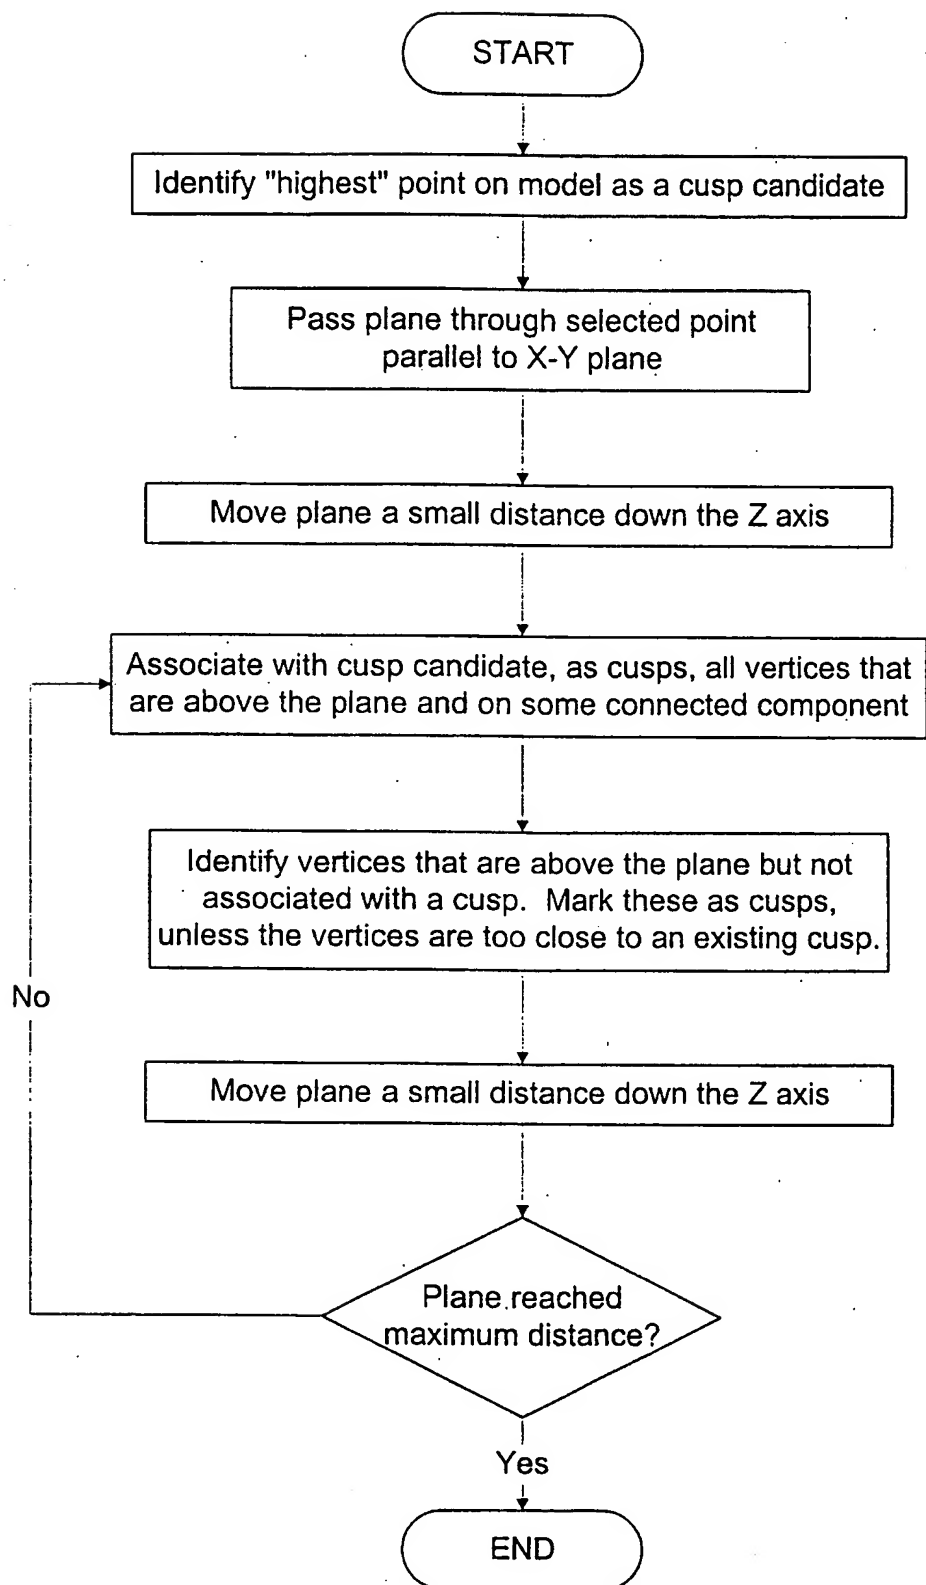 START
Identify "highest" point on model as a cusp candidate
Pass plane through selected point
parallel to X-Y plane
Move plane a small distance down the Z axis
Associate with cusp candidate, as cusps, all vertices that
are above the plane and on some connected component
Identify vertices that are above the plane but not
associated with a cusp. Mark these as cusps,
unless the vertices are too close to an existing cusp.
No
Move plane a small distance down the Z axis
Plane reached
maximum distance?
Yes
END